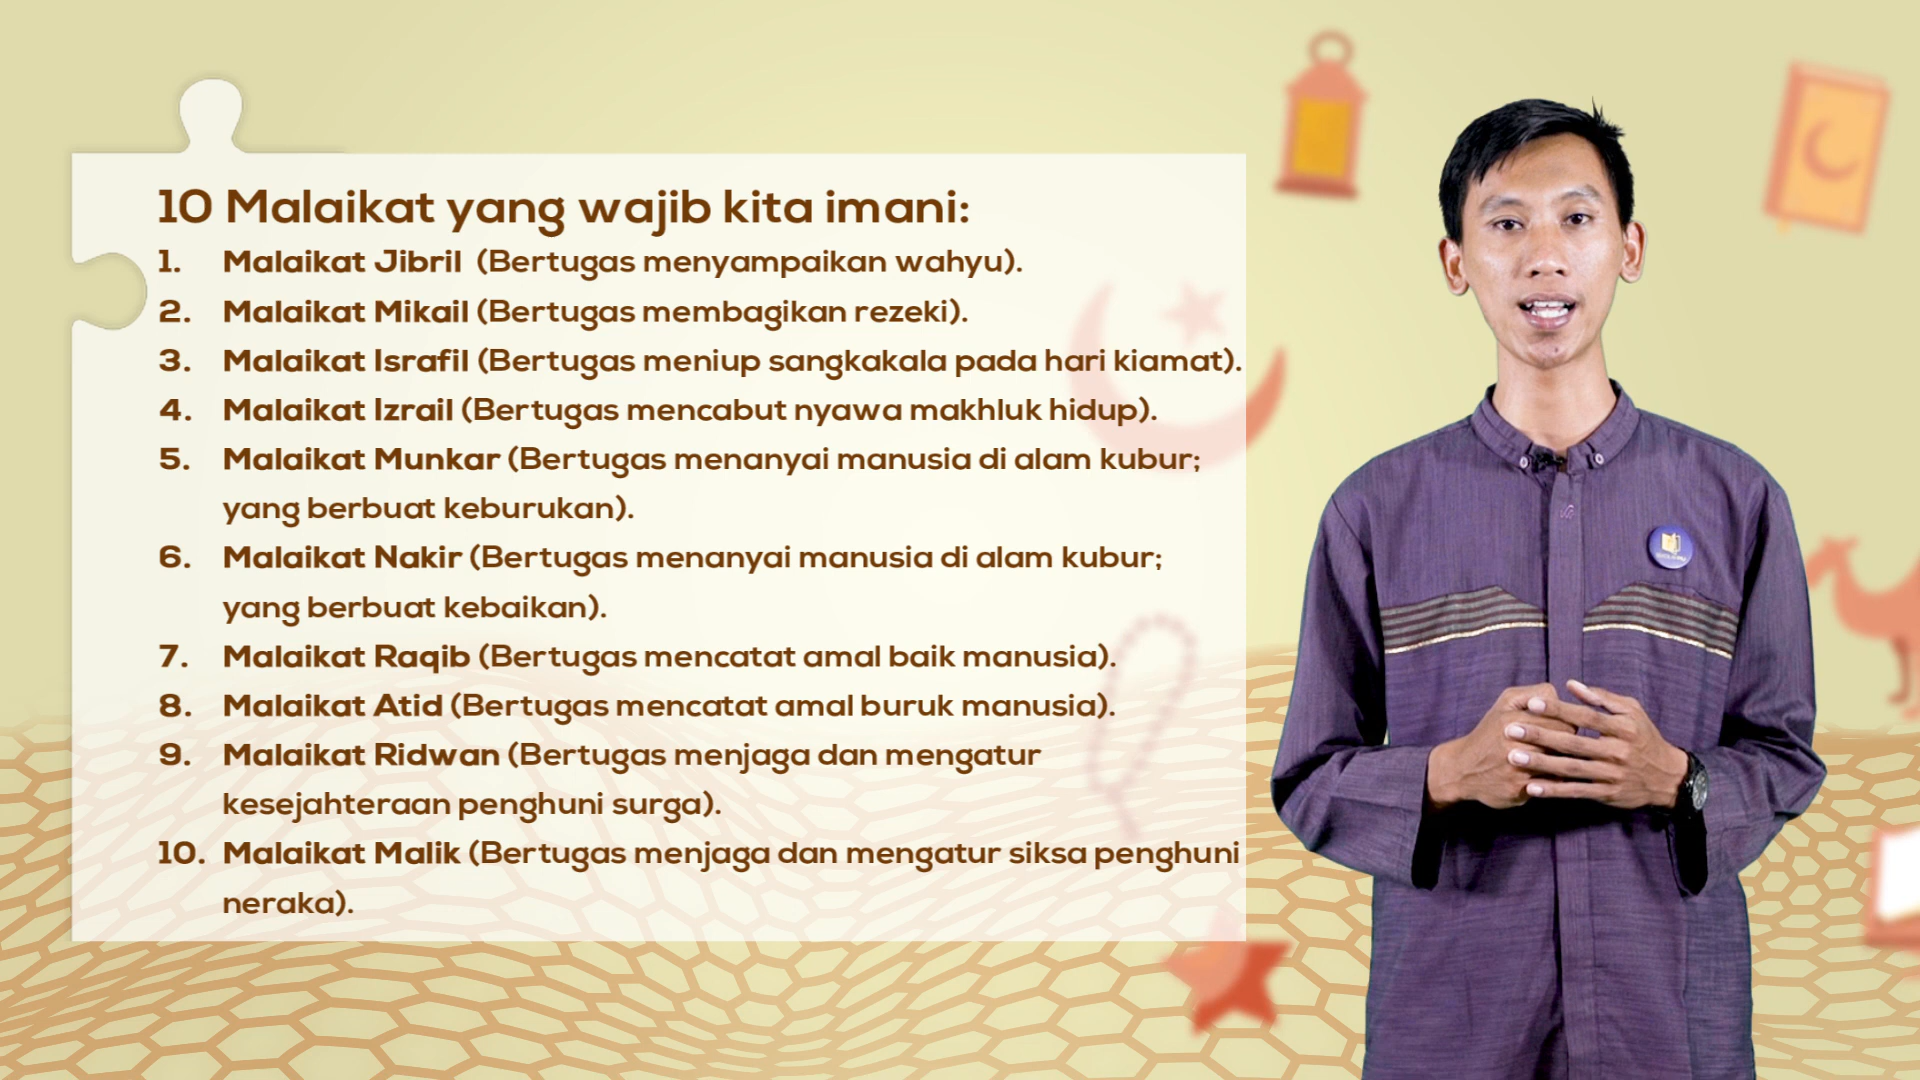 10 Malaikat yang wajib kita imani:
1. Malaikat Jibril (Bertugas menyampaikan wahyu).
2. Malaikat Mikail (Bertugas membagikan rezeki).
3. Malaikat Israfil (Bertugas meniup sangkakala pada hari kiamat).
4. Malaikat Izrail (Bertugas mencabut nyawa makhluk hidup).
5. Malaikat Munkar (Bertugas menanyai manusia di alam kubur;
yang berbuat keburukan).
6. Malaikat Nakir (Bertugas menanyai manusia di alam kubur;
yang berbuat kebaikan).
7. Malaikat Raqib (Bertugas mencatat amal baik manusia).
8. Malaikat Atid (Bertugas mencatat amal buruk manusia).
9. Malaikat Ridwan (Bertugas menjaga dan mengatur
kesejahteraan penghuni surga).
10. Malaikat Malik (Bertugas menjaga dan mengatur siksa penghuni
neraka).